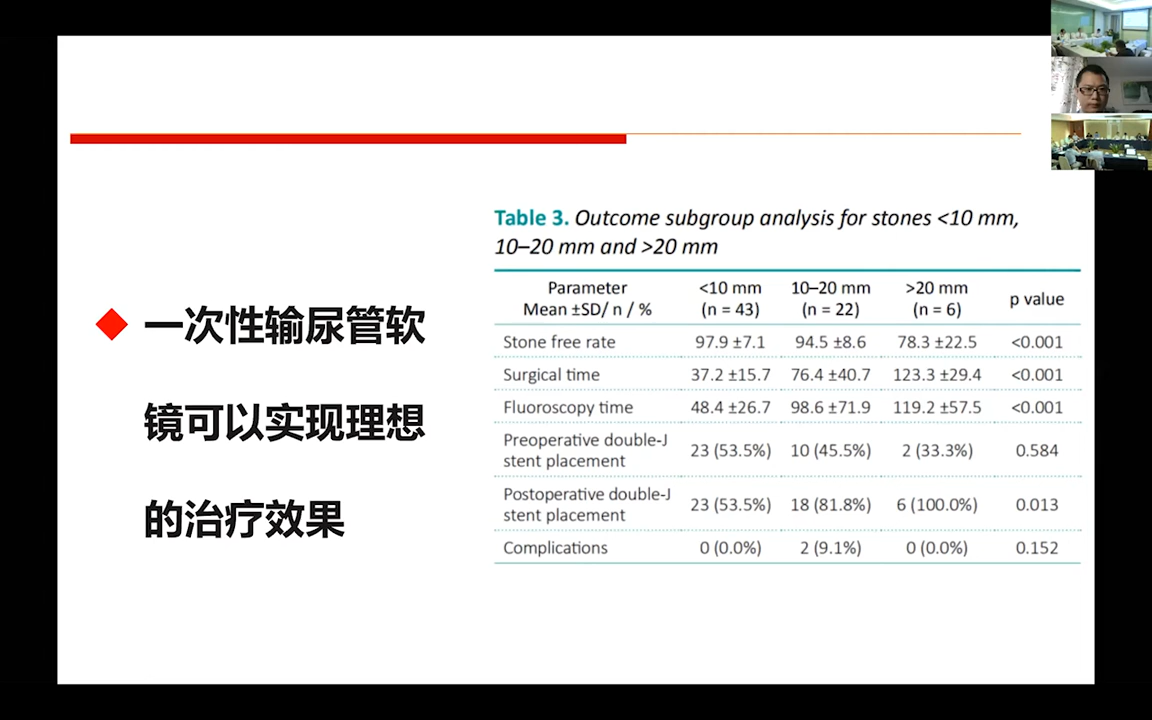 Table 3. Outcome subgroup analysis for stones <10 mm,
10–20 mm and >20 mm
一次性输尿管软
镜可以实现理想
的治疗效果
Parameter <10 mm 10–20 mm >20 mm p value
Mean ±SD/ n / % (n = 43) (n = 22) (n = 6)
Stone free rate 97.9 ±7.1 94.5 ±8.6 78.3 ±22.5 <0.001
Surgical time 37.2 ±15.7 76.4 ±40.7 123.3 ±29.4 <0.001
Fluoroscopy time 48.4 ±26.7 98.6 ±71.9 119.2 ±57.5 <0.001
Preoperative double-J
stent placement 23 (53.5%) 10 (45.5%) 2 (33.3%) 0.584
Postoperative double-J
stent placement 23 (53.5%) 18 (81.8%) 6 (100.0%) 0.013
Complications 0 (0.0%) 2 (9.1%) 0 (0.0%) 0.152